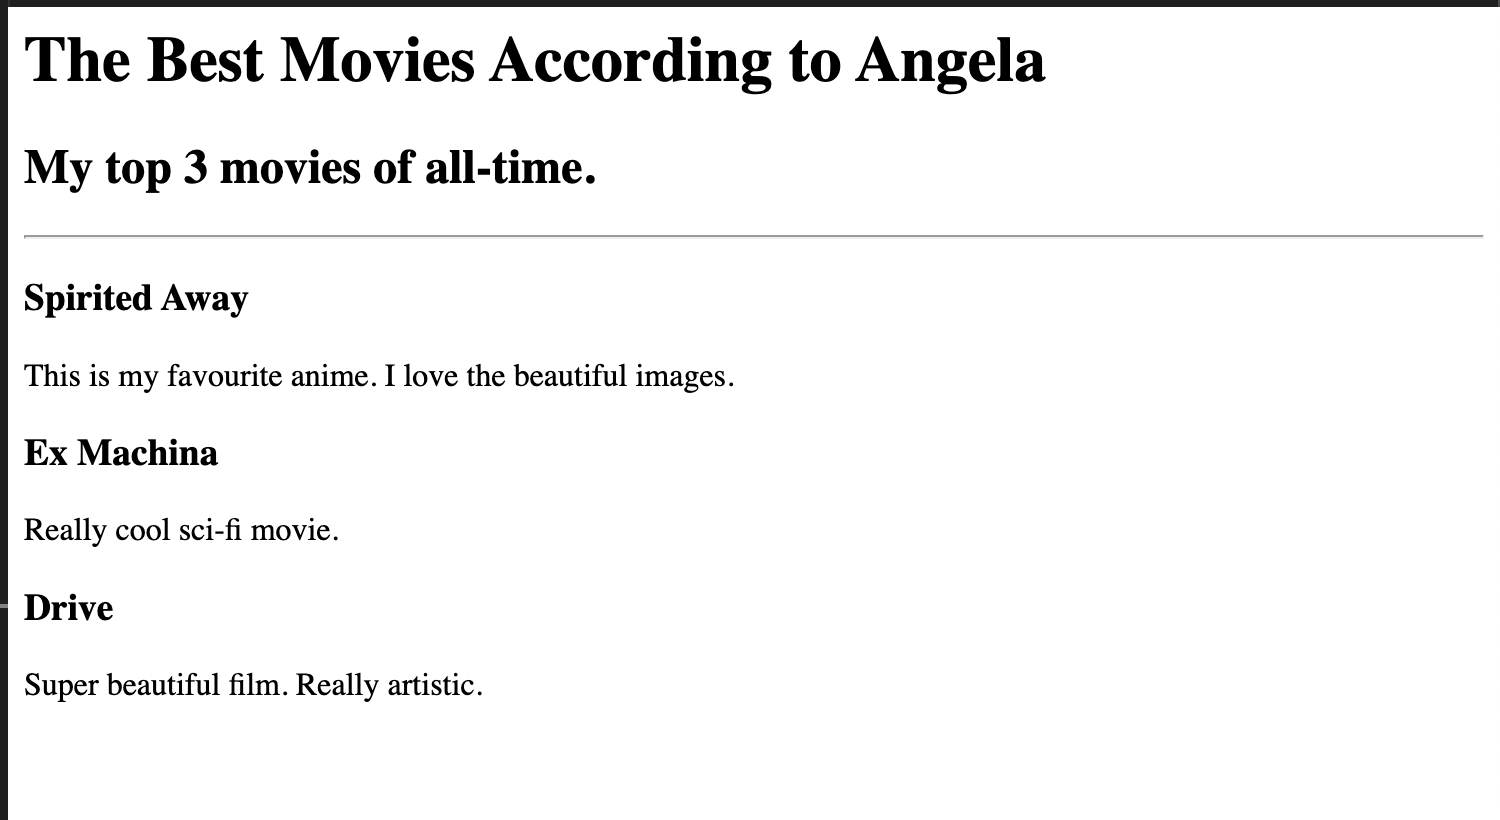 The Best Movies According to Angela
My top 3 movies of all-time.
Spirited Away
This is my favourite anime. I love the beautiful images.
Ex Machina
Really cool sci-fi movie.
Drive
Super beautiful film. Really artistic.